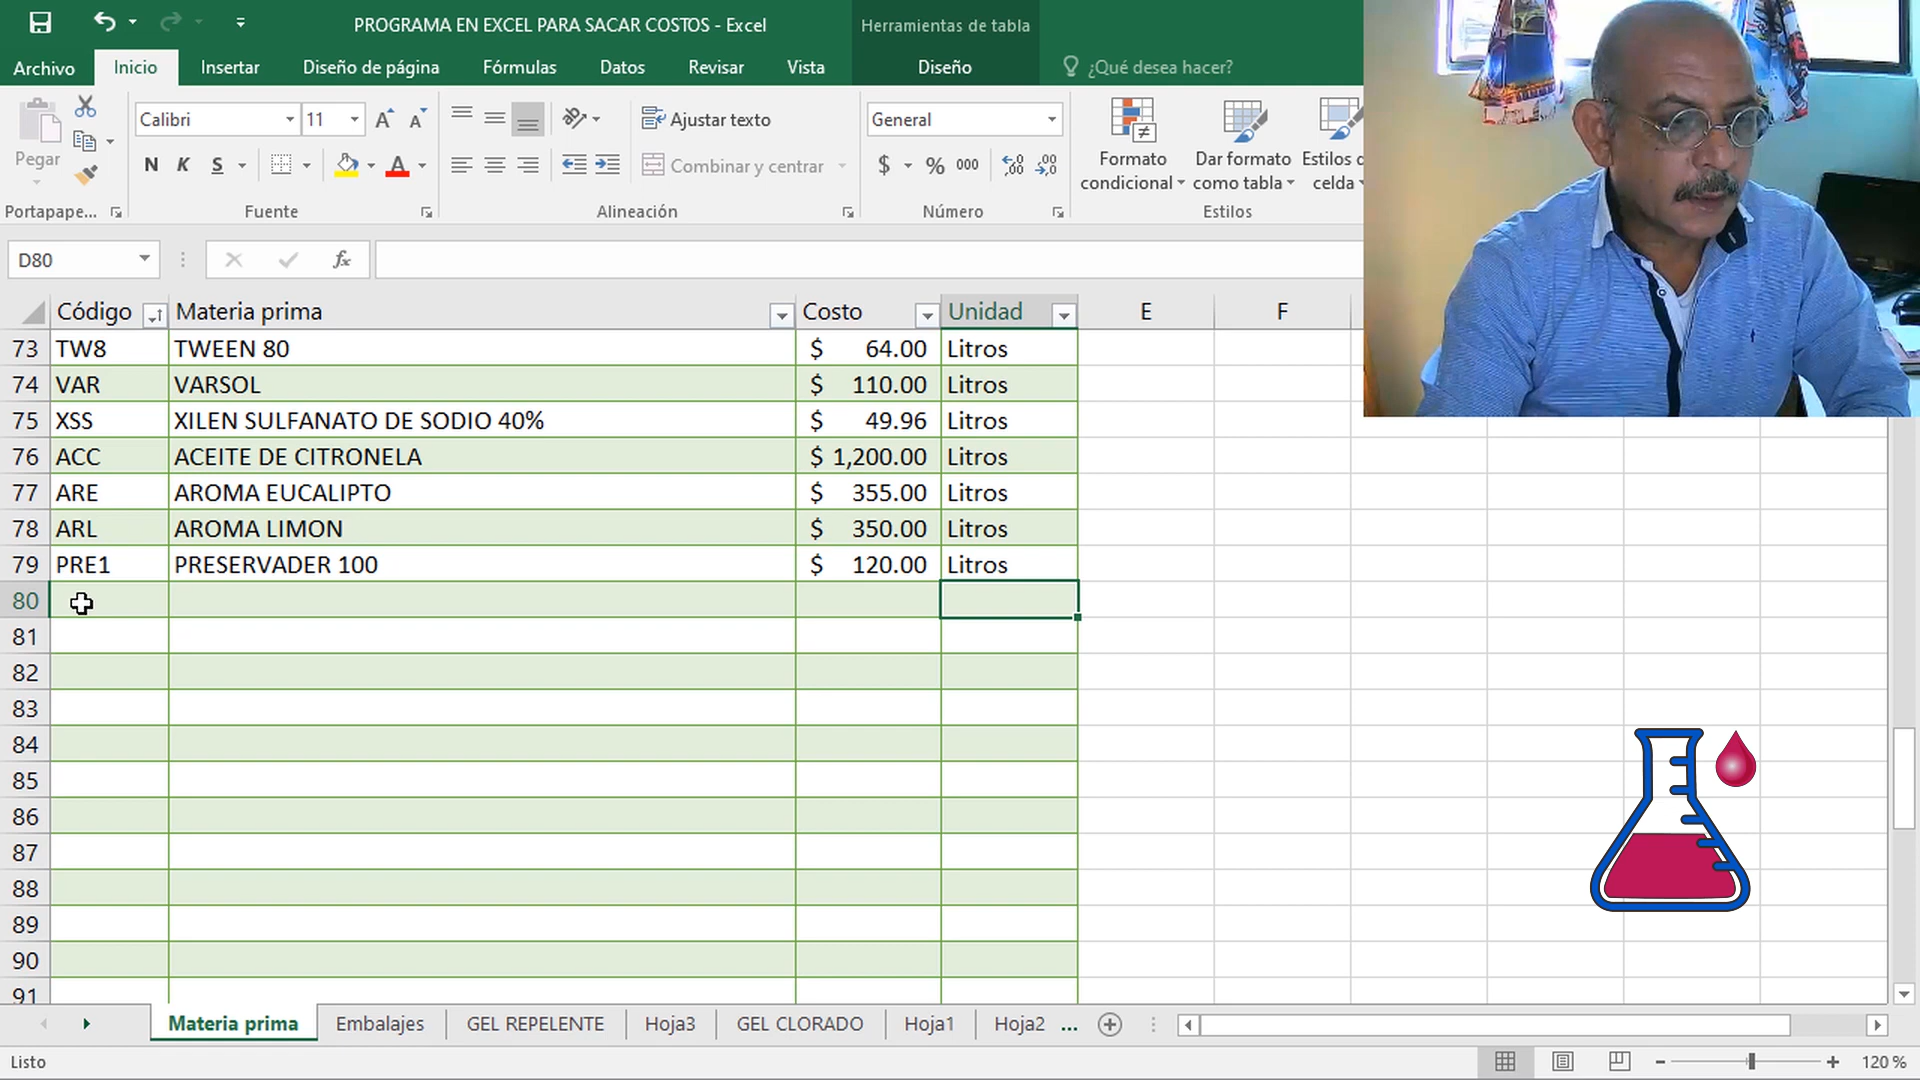 PROGRAMA EN EXCEL PARA SACAR COSTOS - Excel
Herramientas de tabla
Archivo
Inicio
Insertar
Diseño de página
Fórmulas
Datos
Revisar
Vista
Diseño
¿Qué desea hacer?
Pegar
Calibri
11
Ajustar texto
General
N K S
Combinar y centrar
$ % 000
Formato condicional
Dar formato como tabla
Estilos d
celda
Portapape...
Fuente
Alineación
Número
Estilos
D80
fx
Código Materia prima Costo Unidad E F
73 TW8 TWEEN 80 $ 64.00 Litros
74 VAR VARSOL $ 110.00 Litros
75 XSS XILEN SULFANATO DE SODIO 40% $ 49.96 Litros
76 ACC ACEITE DE CITRONELA $ 1,200.00 Litros
77 ARE AROMA EUCALIPTO $ 355.00 Litros
78 ARL AROMA LIMON $ 350.00 Litros
79 PRE1 PRESERVADER 100 $ 120.00 Litros
80
81
82
83
84
85
86
87
88
89
90
91
Materia prima Embalajes GEL REPELENTE Hoja3 GEL CLORADO Hoja1 Hoja2 ...
Listo
120 %